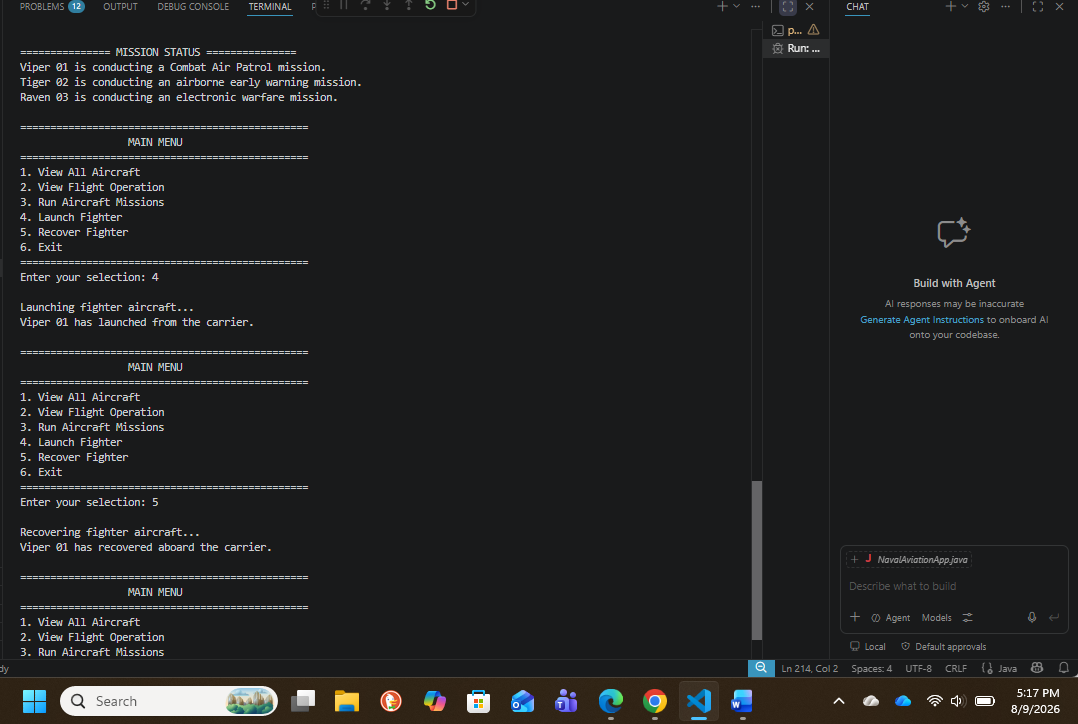 PROBLEMS 12 OUTPUT DEBUG CONSOLE TERMINAL P
CHAT
=============== MISSION STATUS ===============
Viper 01 is conducting a Combat Air Patrol mission.
Tiger 02 is conducting an airborne early warning mission.
Raven 03 is conducting an electronic warfare mission.
================================================
MAIN MENU
================================================
1. View All Aircraft
2. View Flight Operation
3. Run Aircraft Missions
4. Launch Fighter
5. Recover Fighter
6. Exit
================================================
Enter your selection: 4
Launching fighter aircraft...
Viper 01 has launched from the carrier.
================================================
MAIN MENU
================================================
1. View All Aircraft
2. View Flight Operation
3. Run Aircraft Missions
4. Launch Fighter
5. Recover Fighter
6. Exit
================================================
Enter your selection: 5
Recovering fighter aircraft...
Viper 01 has recovered aboard the carrier.
================================================
MAIN MENU
================================================
1. View All Aircraft
2. View Flight Operation
3. Run Aircraft Missions
p...
Run: ...
Build with Agent
AI responses may be inaccurate
Generate Agent Instructions to onboard AI
onto your codebase.
+ J NavalAviationApp.java
Describe what to build
+ Agent Models
Local Default approvals
dy
Ln 214, Col 2 Spaces: 4 UTF-8 CRLF {} Java
Search
5:17 PM
8/9/2026